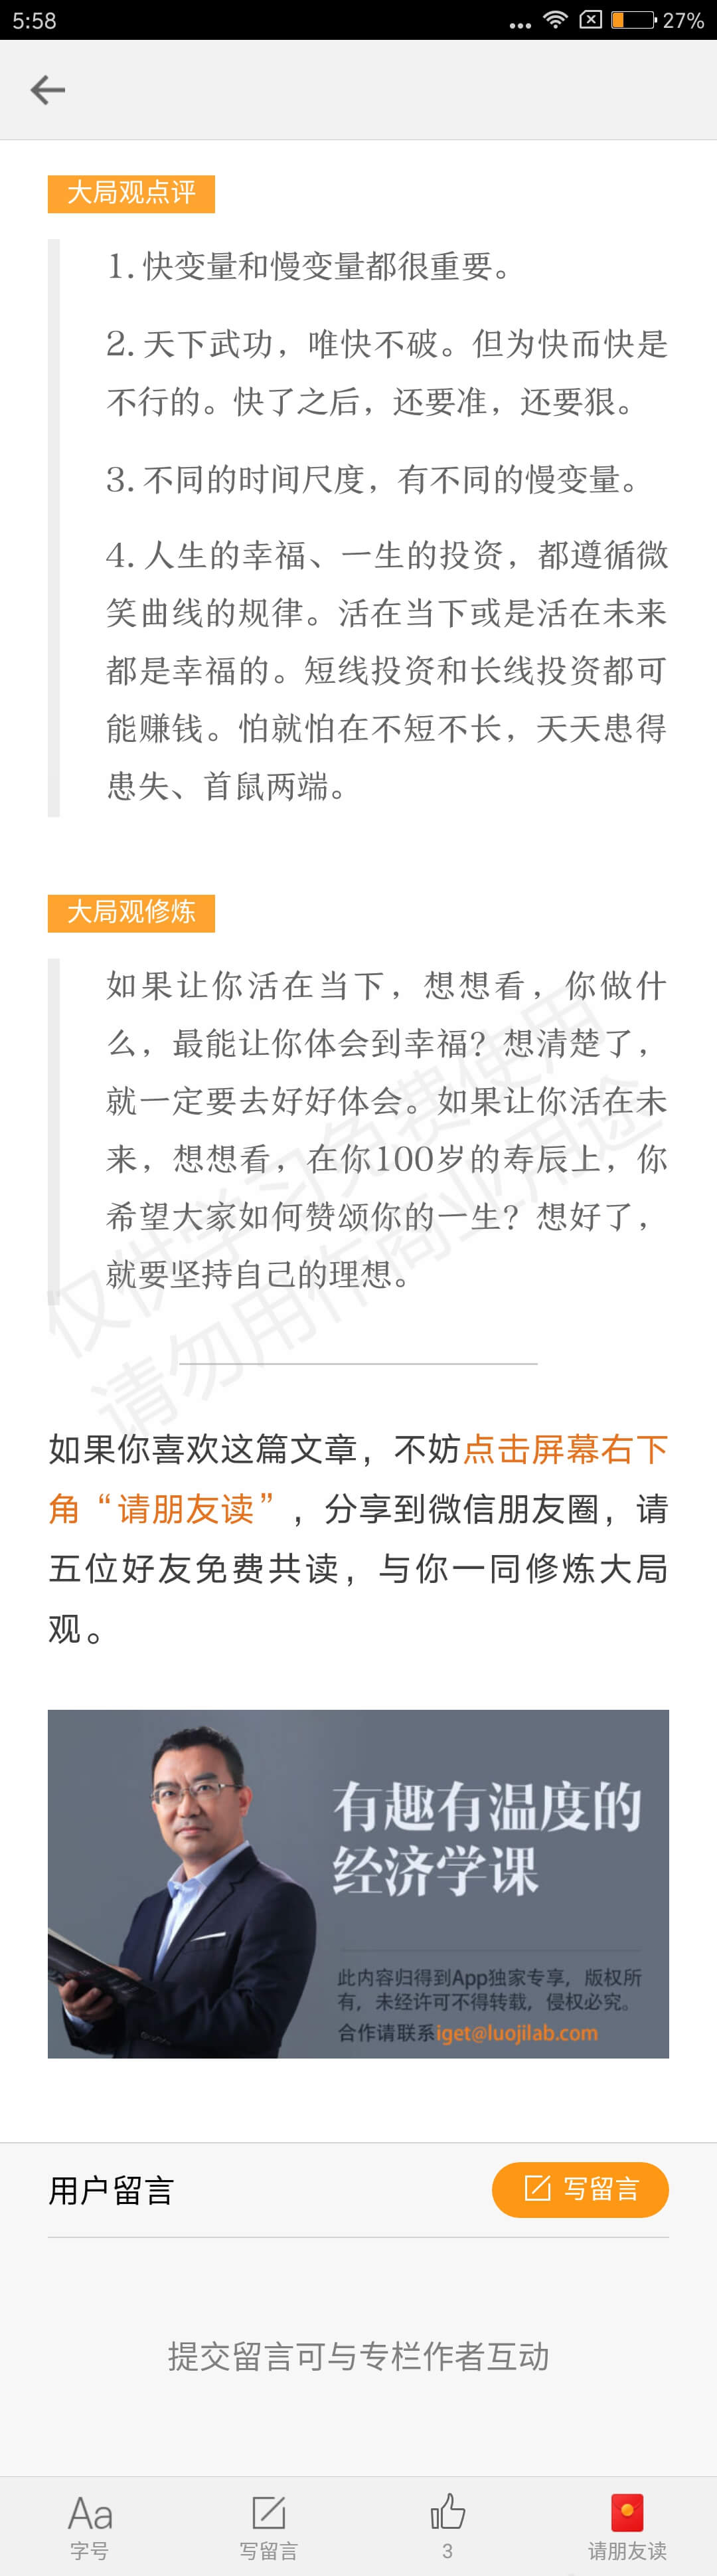 5:58
27%
大局观点评
1. 快变量和慢变量都很重要。
2. 天下武功，唯快不破。但为快而快是
不行的。快了之后，还要准，还要狠。
3. 不同的时间尺度，有不同的慢变量。
4. 人生的幸福、一生的投资，都遵循微
笑曲线的规律。活在当下或是活在未来
都是幸福的。短线投资和长线投资都可
能赚钱。怕就怕在不短不长，天天患得
患失、首鼠两端。
大局观修炼
如果让你活在当下，想想看，你做什
么，最能让你体会到幸福？想清楚了，
就一定要去好好体会。如果让你活在未
来，想想看，在你100岁的寿辰上，你
希望大家如何赞颂你的一生？想好了，
就要坚持自己的理想。
仅供学习免费使用
请勿用作商业用途
如果你喜欢这篇文章，不妨点击屏幕右下
角“请朋友读”，分享到微信朋友圈，请
五位好友免费共读，与你一同修炼大局
观。
有趣有温度的
经济学课
此内容归得到App独家专享，版权所
有，未经许可不得转载，侵权必究。
合作请联系iget@luojilab.com
用户留言
写留言
提交留言可与专栏作者互动
Aa
字号
写留言
3
请朋友读